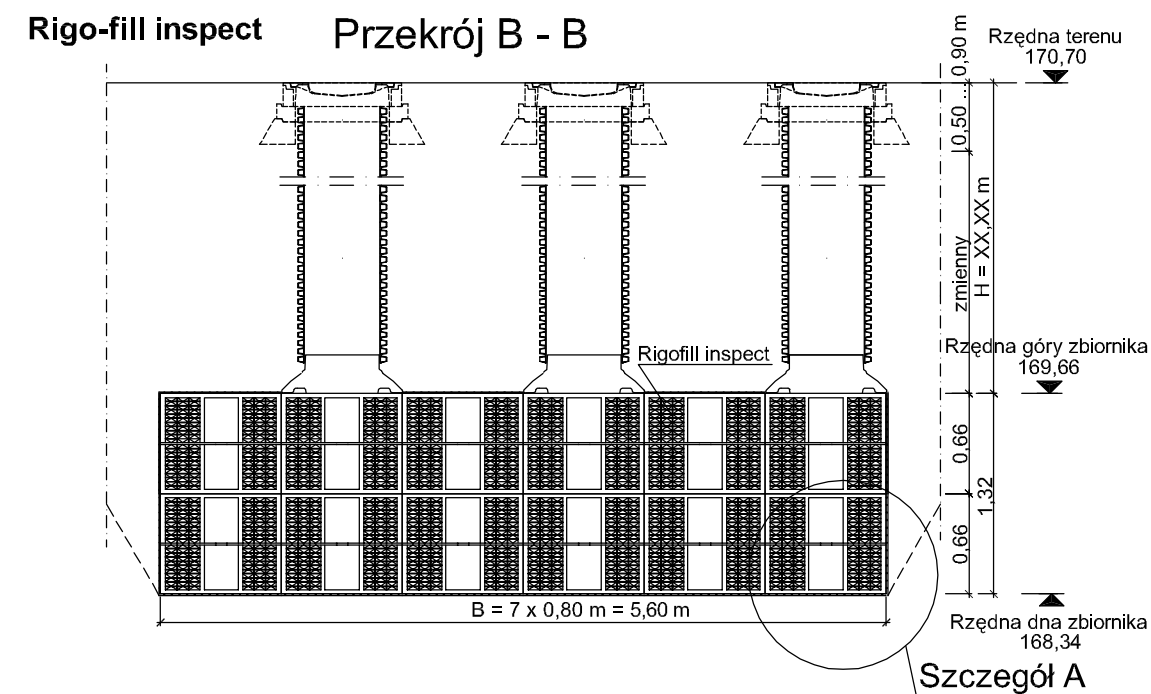 Rigo-fill inspect
Przekrój B - B
0,50 ... 0,90 m
Rzędna terenu
170,70
zmienny
H = XX,XX m
Rigofill inspect
Rzędna góry zbiornika
169,66
0,66
1,32
0,66
B = 7 x 0,80 m = 5,60 m
Rzędna dna zbiornika
168,34
Szczegół A